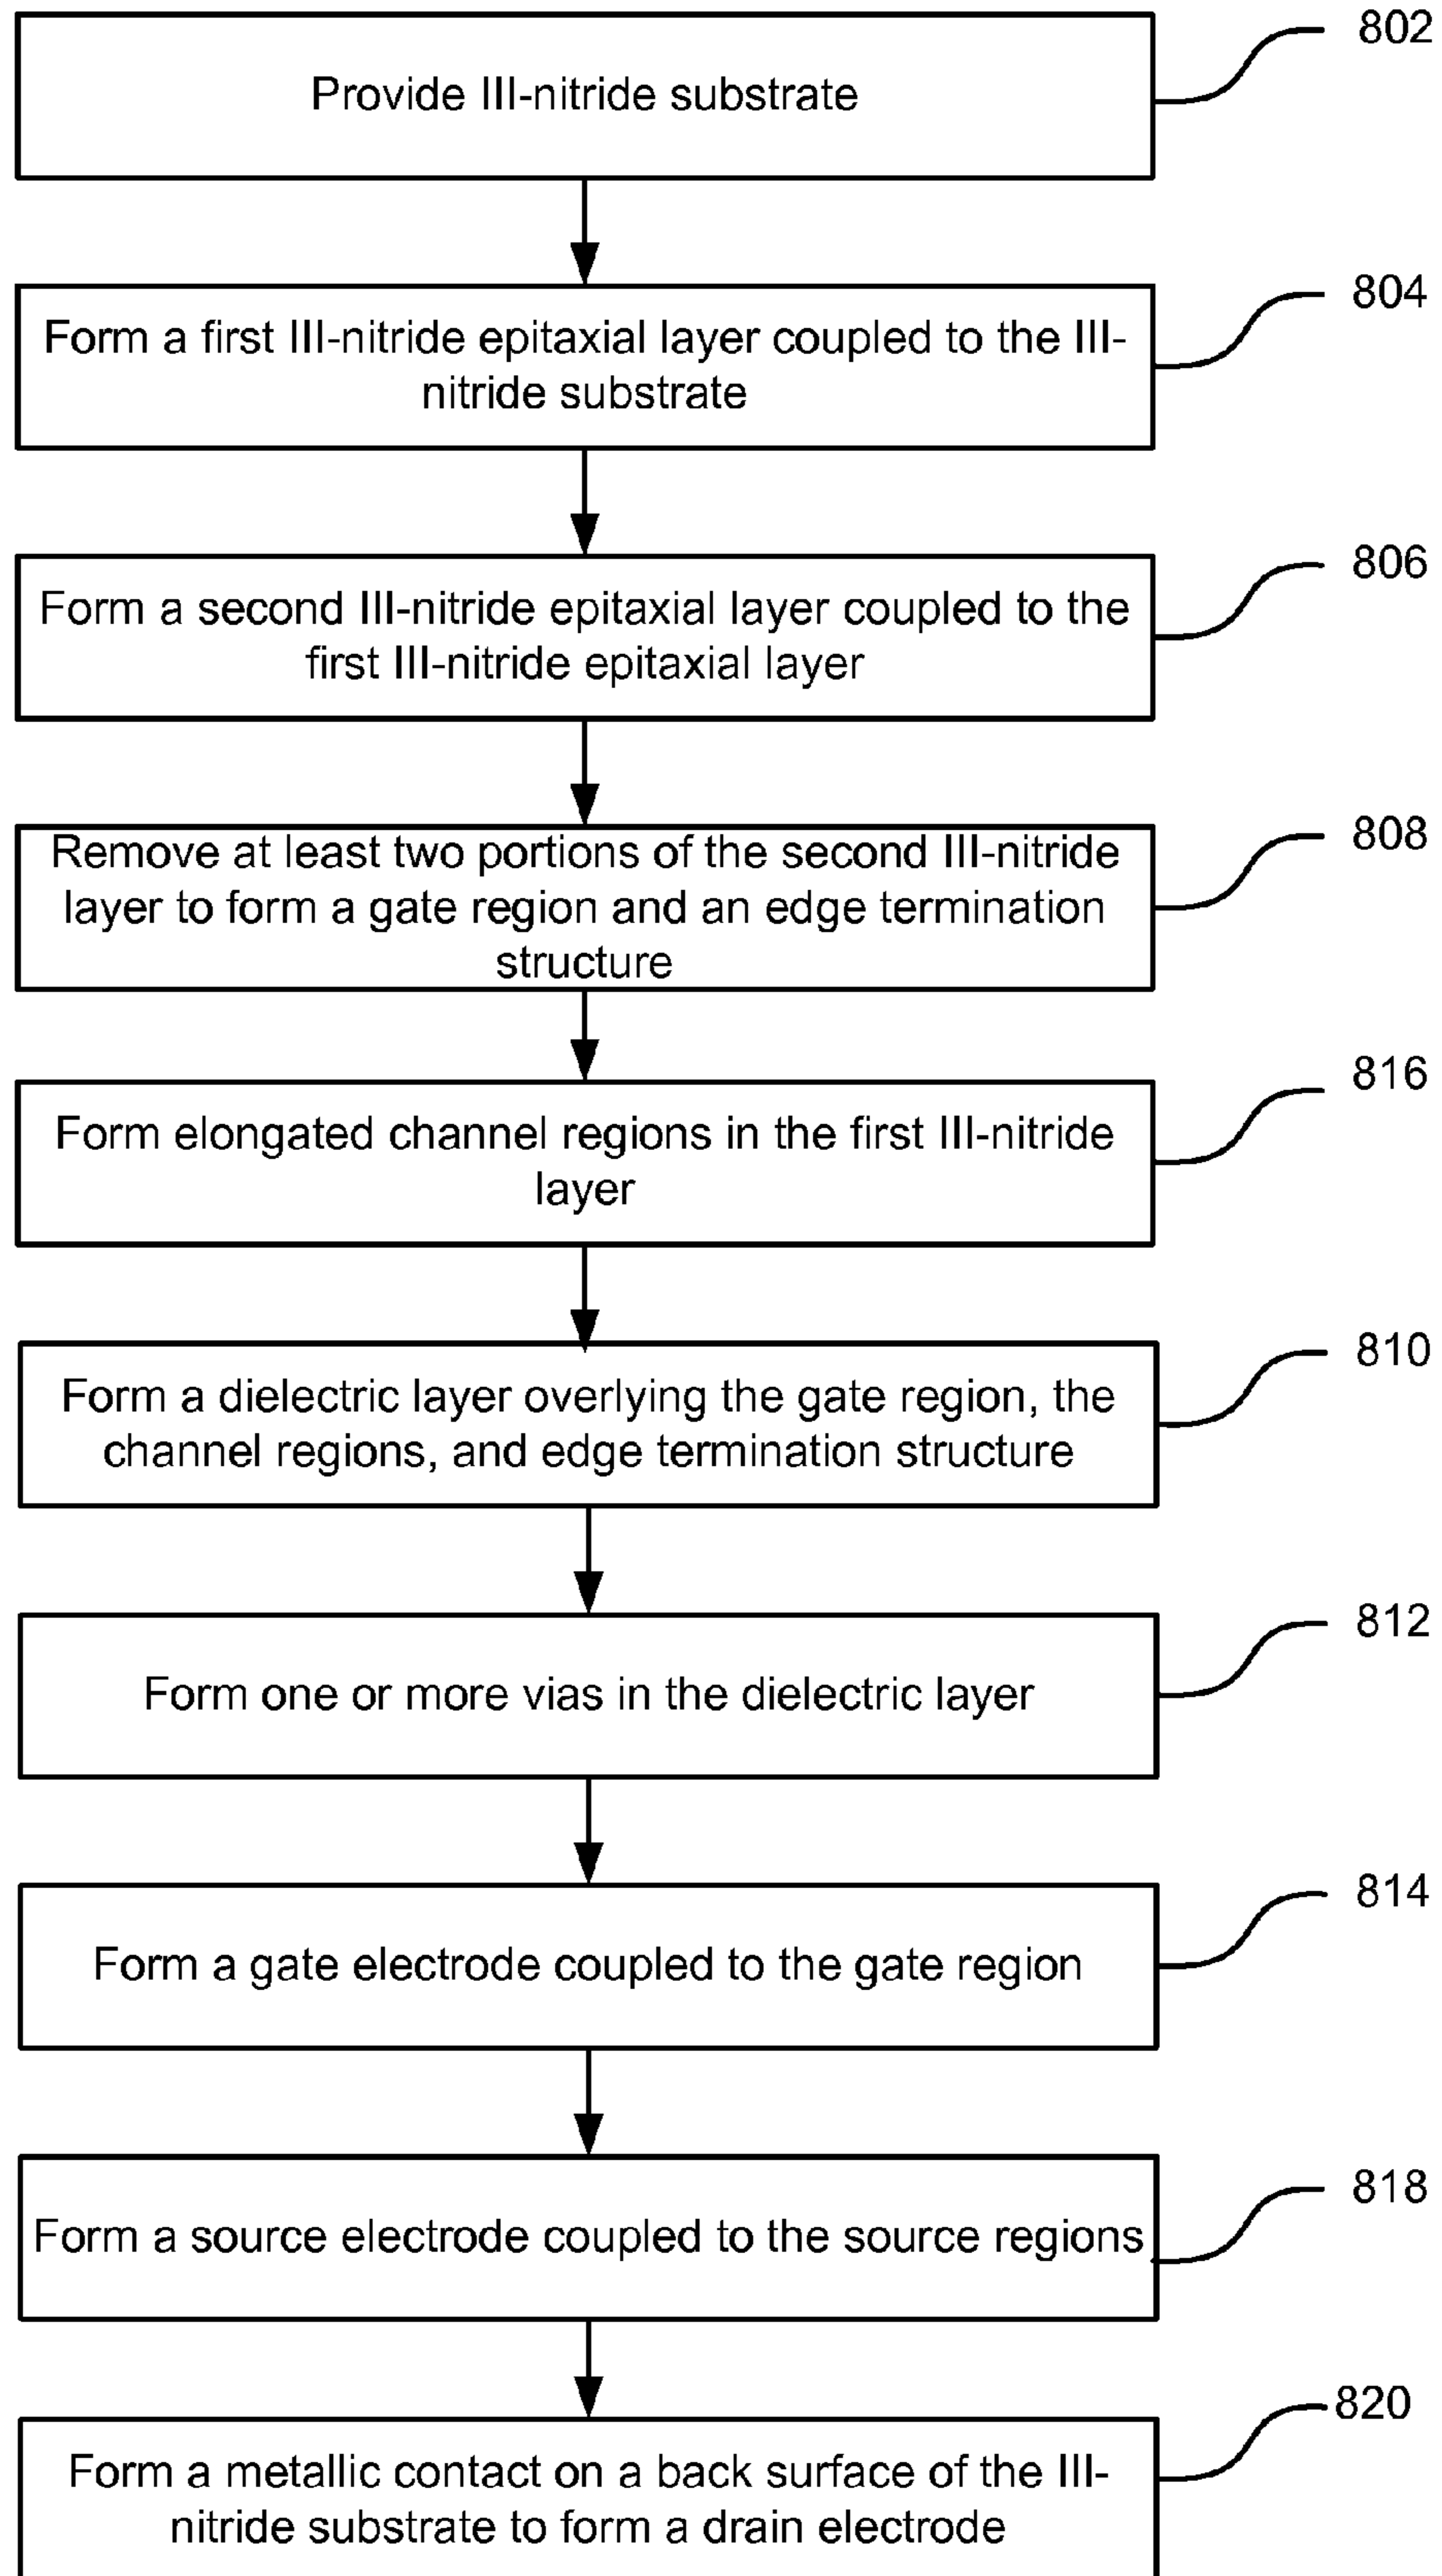 802
Provide III-nitride substrate
804
Form a first III-nitride epitaxial layer coupled to the III-
nitride substrate
806
Form a second III-nitride epitaxial layer coupled to the
first III-nitride epitaxial layer
808
Remove at least two portions of the second III-nitride
layer to form a gate region and an edge termination
structure
816
Form elongated channel regions in the first III-nitride
layer
810
Form a dielectric layer overlying the gate region, the
channel regions, and edge termination structure
812
Form one or more vias in the dielectric layer
814
Form a gate electrode coupled to the gate region
818
Form a source electrode coupled to the source regions
820
Form a metallic contact on a back surface of the III-
nitride substrate to form a drain electrode